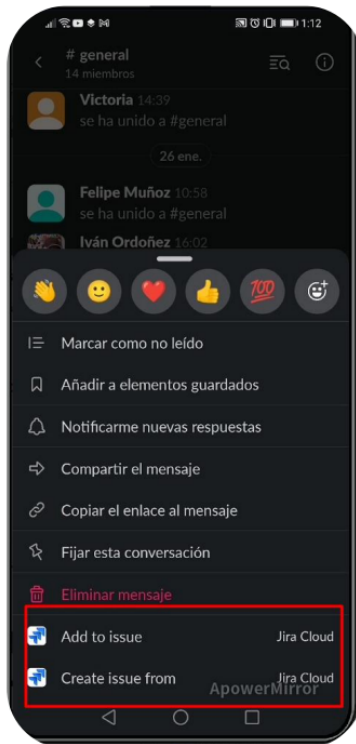 1:12
# general
14 miembros
Victoria 14:39
se ha unido a #general
26 ene.
Felipe Muñoz 10:58
se ha unido a #general
Iván Ordoñez 16:02
100
Marcar como no leído
Añadir a elementos guardados
Notificarme nuevas respuestas
Compartir el mensaje
Copiar el enlace al mensaje
Fijar esta conversación
Eliminar mensaje
Add to issue Jira Cloud
Create issue from Jira Cloud
ApowerMirror